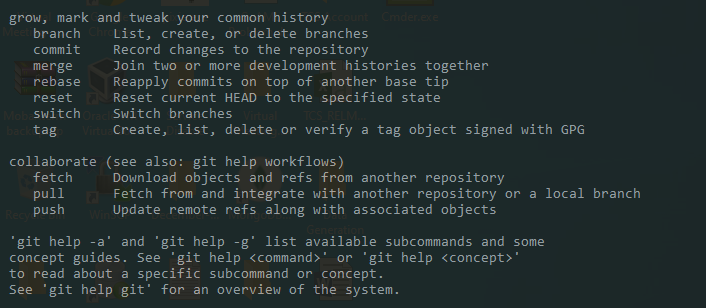 grow, mark and tweak your common history
branch List, create, or delete branches
commit Record changes to the repository
merge Join two or more development histories together
rebase Reapply commits on top of another base tip
reset Reset current HEAD to the specified state
switch Switch branches
tag Create, list, delete or verify a tag object signed with GPG
collaborate (see also: git help workflows)
fetch Download objects and refs from another repository
pull Fetch from and integrate with another repository or a local branch
push Update remote refs along with associated objects
'git help -a' and 'git help -g' list available subcommands and some
concept guides. See 'git help <command>' or 'git help <concept>'
to read about a specific subcommand or concept.
See 'git help git' for an overview of the system.